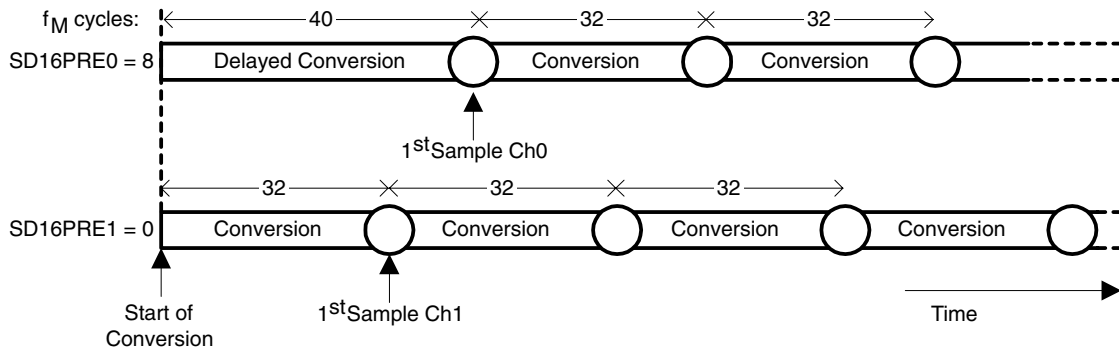 f_M cycles:
40
32
32
SD16PRE0 = 8
Delayed Conversion
Conversion
Conversion
1st Sample Ch0
32
32
32
SD16PRE1 = 0
Conversion
Conversion
Conversion
Conversion
Start of
Conversion
1st Sample Ch1
Time